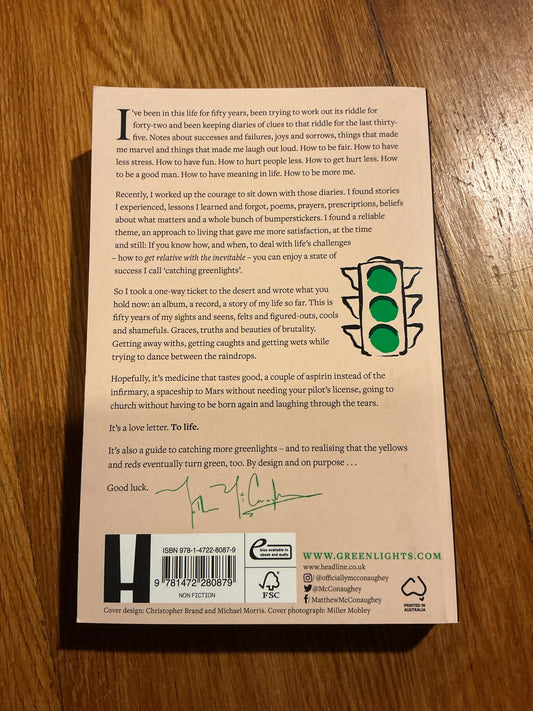 I've been in this life for fifty years, been trying to work out its riddle for
forty-two and been keeping diaries of clues to that riddle for the last thirty-
five. Notes about successes and failures, joys and sorrows, things that made
me marvel and things that made me laugh out loud. How to be fair. How to have
less stress. How to have fun. How to hurt people less. How to get hurt less. How
to be a good man. How to have meaning in life. How to be more me.
Recently, I worked up the courage to sit down with those diaries. I found stories
I experienced, lessons I learned and forgot, poems, prayers, prescriptions, beliefs
about what matters and a whole bunch of bumperstickers. I found a reliable
theme, an approach to living that gave me more satisfaction, at the time
and still: If you know how, and when, to deal with life's challenges
– how to get relative with the inevitable – you can enjoy a state of
success I call 'catching greenlights'.
So I took a one-way ticket to the desert and wrote what you
hold now: an album, a record, a story of my life so far. This is
fifty years of my sights and seens, felts and figured-outs, cools
and shamefuls. Graces, truths and beauties of brutality.
Getting away withs, getting caughts and getting wets while
trying to dance between the raindrops.
Hopefully, it's medicine that tastes good, a couple of aspirin instead of the
infirmary, a spaceship to Mars without needing your pilot's license, going to
church without having to be born again and laughing through the tears.
It's a love letter. To life.
It's also a guide to catching more greenlights – and to realising that the yellows
and reds eventually turn green, too. By design and on purpose . . .
Good luck.
H
ISBN 978-1-4722-8087-9
9 781472 280879
NON FICTION
e
Also available in
ebook and audio
FSC
WWW.GREENLIGHTS.COM
www.headline.co.uk
@officiallymcconaughey
@McConaughey
f/MatthewMcConaughey
PRINTED IN
AUSTRALIA
Cover design: Christopher Brand and Michael Morris. Cover photograph: Miller Mobley